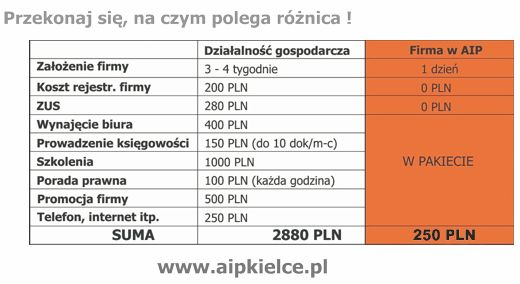 Przekonaj się, na czym polega różnica !
Działalność gospodarcza Firma w AIP
Założenie firmy 3 - 4 tygodnie 1 dzień
Koszt rejestr. firmy 200 PLN 0 PLN
ZUS 280 PLN 0 PLN
Wynajęcie biura 400 PLN
Prowadzenie księgowości 150 PLN (do 10 dok/m-c)
Szkolenia 1000 PLN W PAKIECIE
Porada prawna 100 PLN (każda godzina)
Promocja firmy 500 PLN
Telefon, internet itp. 250 PLN
SUMA 2880 PLN 250 PLN
www.aipkielce.pl